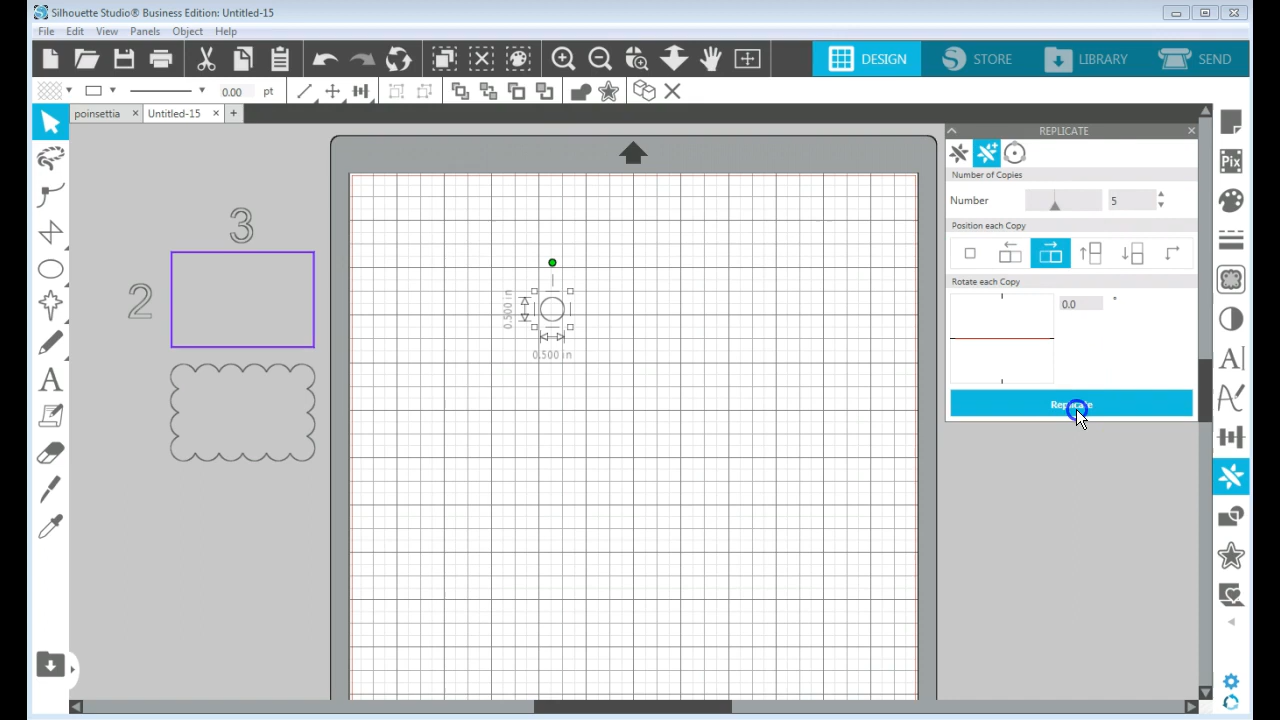 Silhouette Studio® Business Edition: Untitled-15
File Edit View Panels Object Help
DESIGN STORE LIBRARY SEND
0.00 pt
poinsettia Untitled-15
REPLICATE
Pix
Number of Copies
Number 5
Position each Copy
Rotate each Copy
0.0 °
Replicate
3
2
0.500 in
0.500 in
A
A